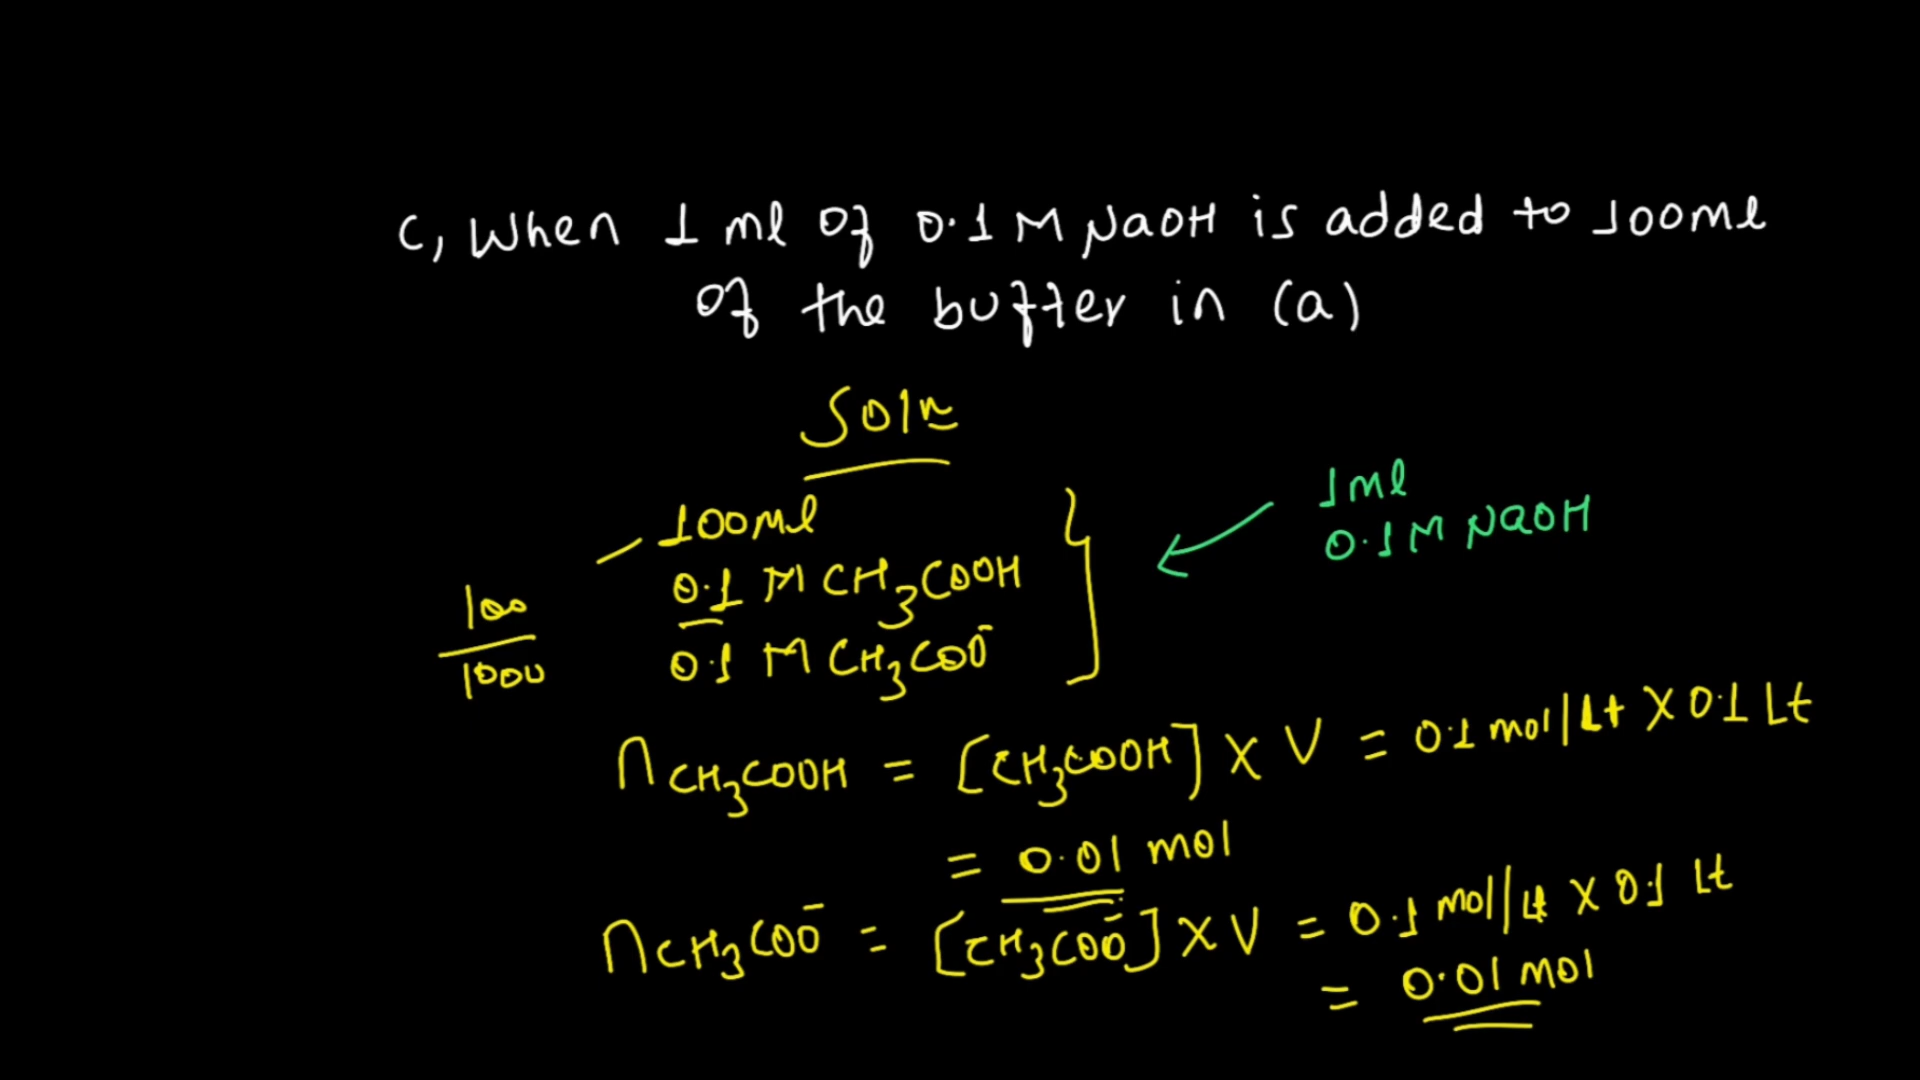 C, When 1 ml Of 0.1 M NaOH is added to 100ml
Of the buffer in (a)
Soln
100ml
0.1 M CH3COOH
0.1 M CH3COO-
100
1000
1ml
0.1M NaOH
nCH3COOH = [CH3COOH] X V = 0.1 mol/Lt X 0.1 Lt
= 0.01 mol
nCH3COO- = [CH3COO-] X V = 0.1 mol/Lt X 0.1 Lt
= 0.01 mol